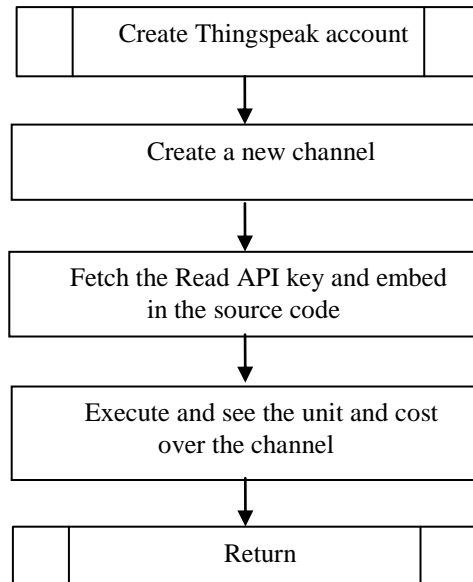 Create Thingspeak account
Create a new channel
Fetch the Read API key and embed
in the source code
Execute and see the unit and cost
over the channel
Return